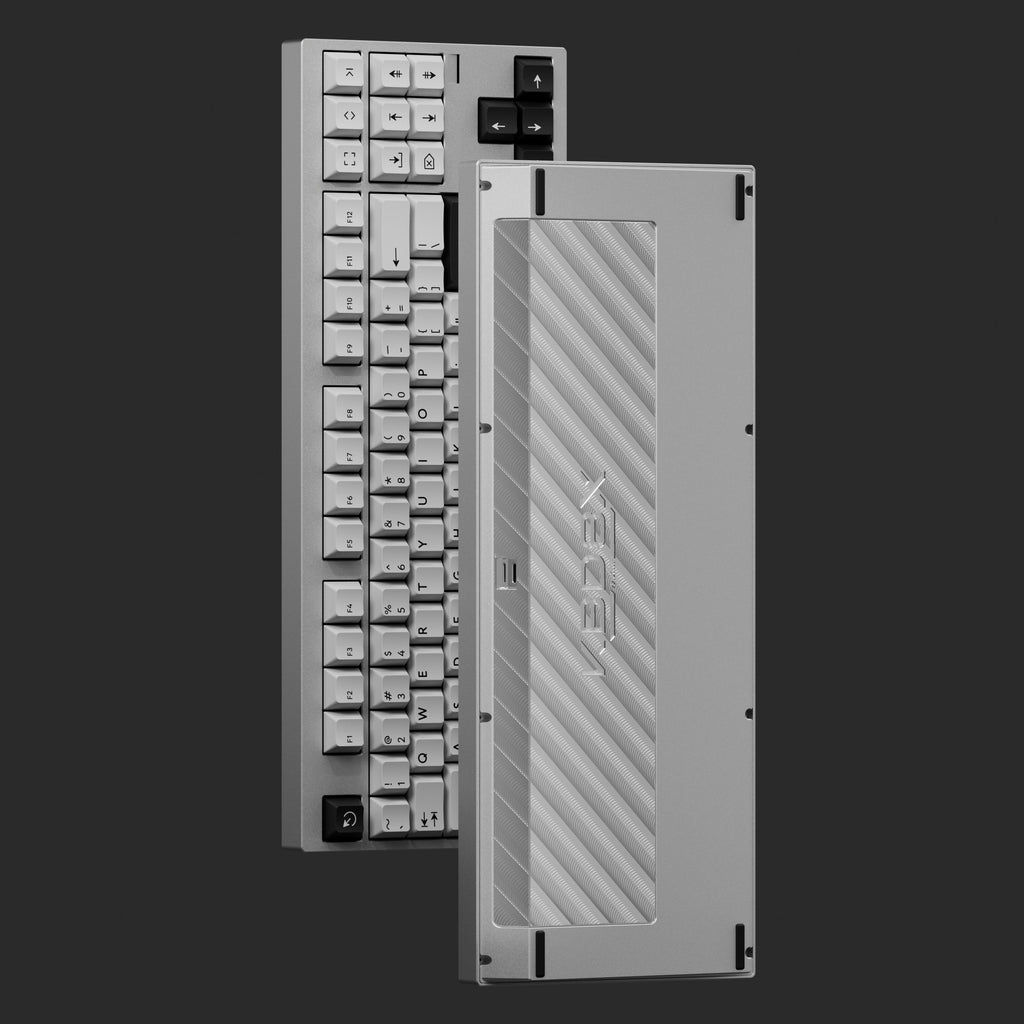 F1 F2 F3 F4 F5 F6 F7 F8 F9 F10 F11 F12
~ ! @ # $ % ^ & * ( ) _ +
` 1 2 3 4 5 6 7 8 9 0 - =
Q W E R T Y U I O P { } |
[ ] \
A S D
K
KBD8X